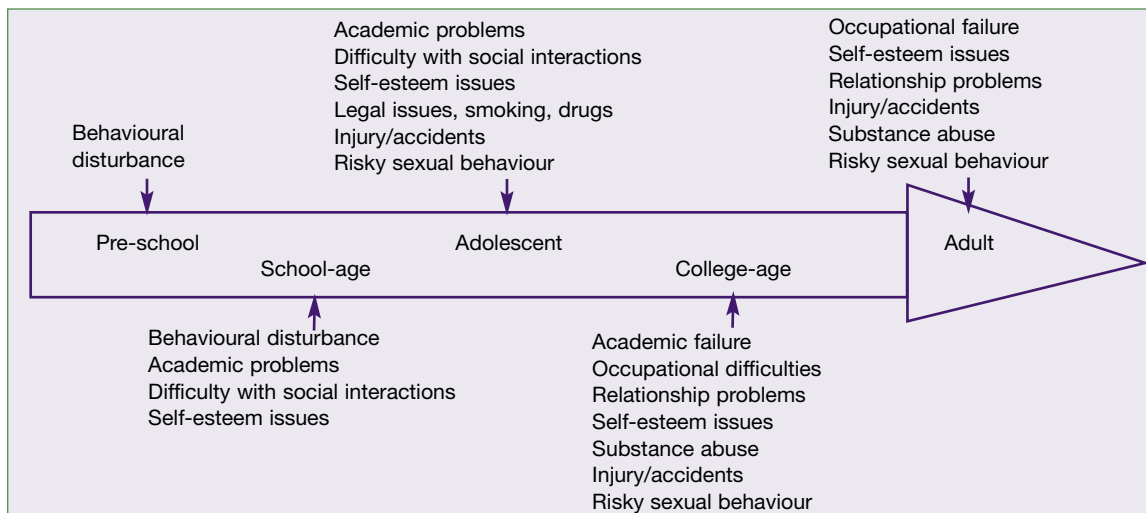 Academic problems
Difficulty with social interactions
Self-esteem issues
Legal issues, smoking, drugs
Injury/accidents
Risky sexual behaviour
Occupational failure
Self-esteem issues
Relationship problems
Injury/accidents
Substance abuse
Risky sexual behaviour
Behavioural
disturbance
Pre-school
School-age
Adolescent
College-age
Adult
Behavioural disturbance
Academic problems
Difficulty with social interactions
Self-esteem issues
Academic failure
Occupational difficulties
Relationship problems
Self-esteem issues
Substance abuse
Injury/accidents
Risky sexual behaviour